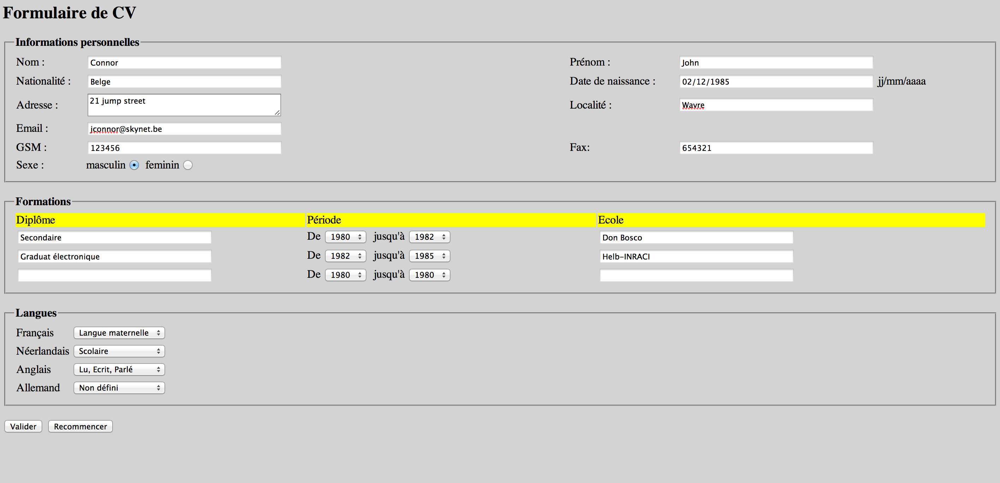 Formulaire de CV
Informations personnelles
Nom : Connor Prénom : John
Nationalité : Belge Date de naissance : 02/12/1985 jj/mm/aaaa
Adresse : 21 jump street Localité : Wavre
Email : jconnor@skynet.be
GSM : 123456 Fax: 654321
Sexe : masculin feminin
Formations
Diplôme Période Ecole
Secondaire De 1980 jusqu'à 1982 Don Bosco
Graduat électronique De 1982 jusqu'à 1985 Helb-INRACI
De 1980 jusqu'à 1980
Langues
Français Langue maternelle
Néerlandais Scolaire
Anglais Lu, Ecrit, Parlé
Allemand Non défini
Valider Recommencer